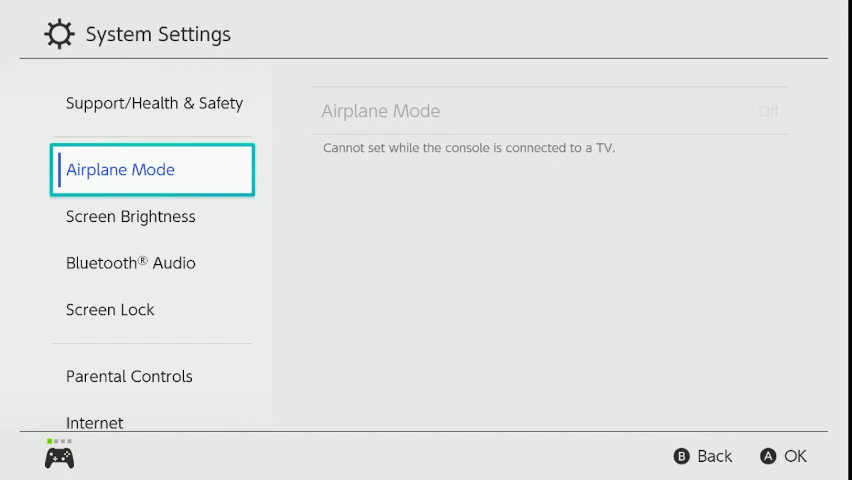 System Settings
Support/Health & Safety
Airplane Mode
Screen Brightness
Bluetooth® Audio
Screen Lock
Parental Controls
Internet
Airplane Mode Off
Cannot set while the console is connected to a TV.
B Back A OK